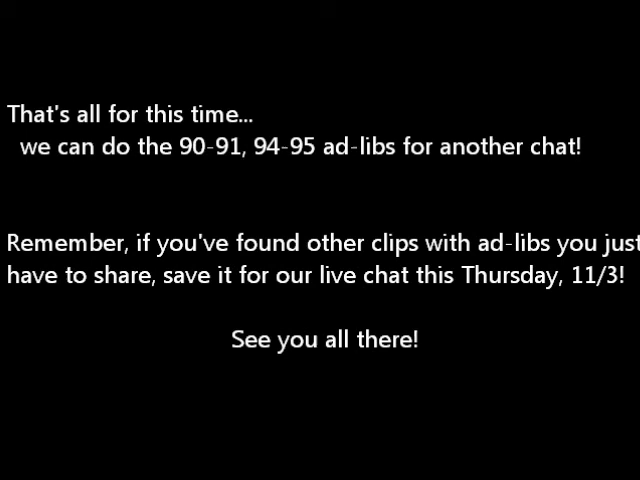 That's all for this time...
we can do the 90-91, 94-95 ad-libs for another chat!
Remember, if you've found other clips with ad-libs you just
have to share, save it for our live chat this Thursday, 11/3!
See you all there!